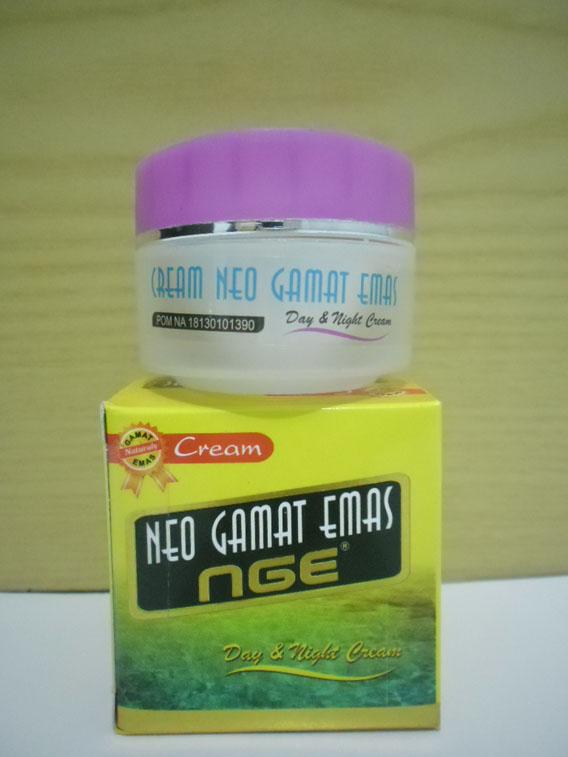 CREAM NEO GAMAT EMAS
POM NA 18130101390
Day & Night Cream
GAMAT
Naturals
EMAS
Cream
NEO GAMAT EMAS
NGE®
Day & Night Cream